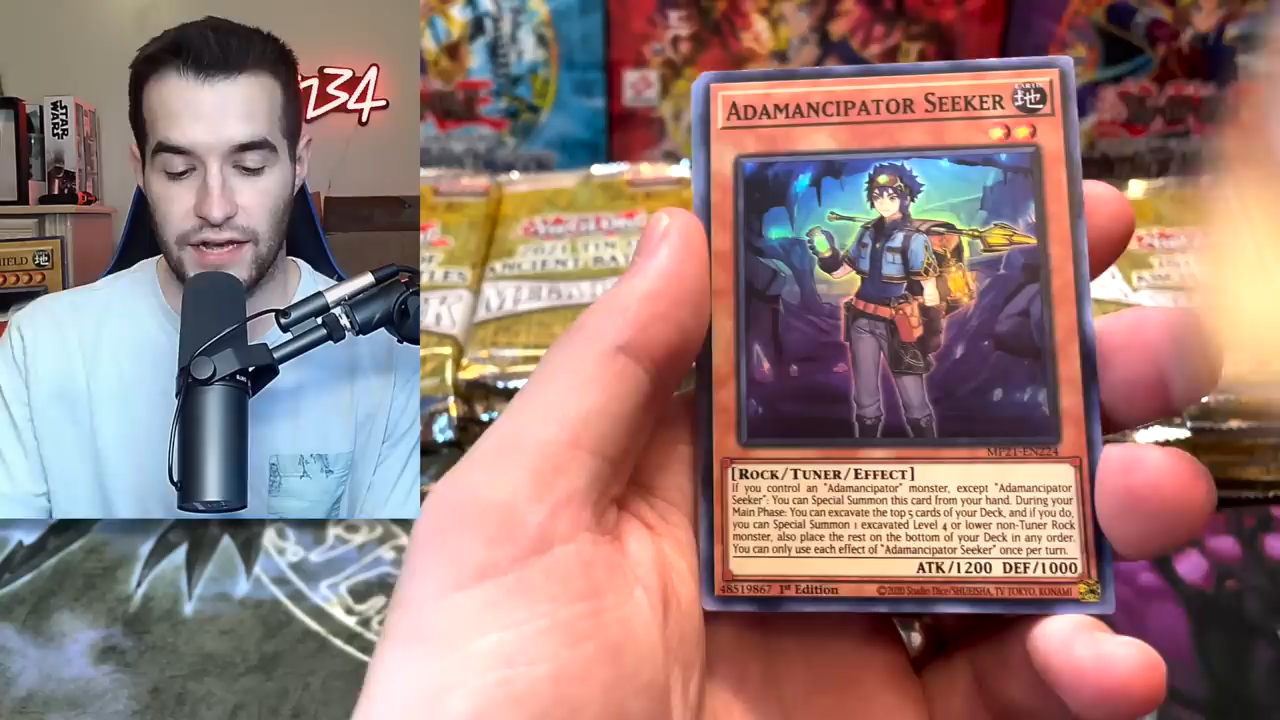 234
STAR
WARS
HIELD 地
ADAMANCIPATOR SEEKER
EARTH
地
MP21-EN224
[ROCK/TUNER/EFFECT]
If you control an "Adamancipator" monster, except "Adamancipator
Seeker": You can Special Summon this card from your hand. During your
Main Phase: You can excavate the top 5 cards of your Deck, and if you do,
you can Special Summon 1 excavated Level 4 or lower non-Tuner Rock
monster, also place the rest on the bottom of your Deck in any order.
You can only use each effect of "Adamancipator Seeker" once per turn.
ATK/1200 DEF/1000
48519867 1st Edition ©2020 Studio Dice/SHUEISHA, TV TOKYO, KONAMI